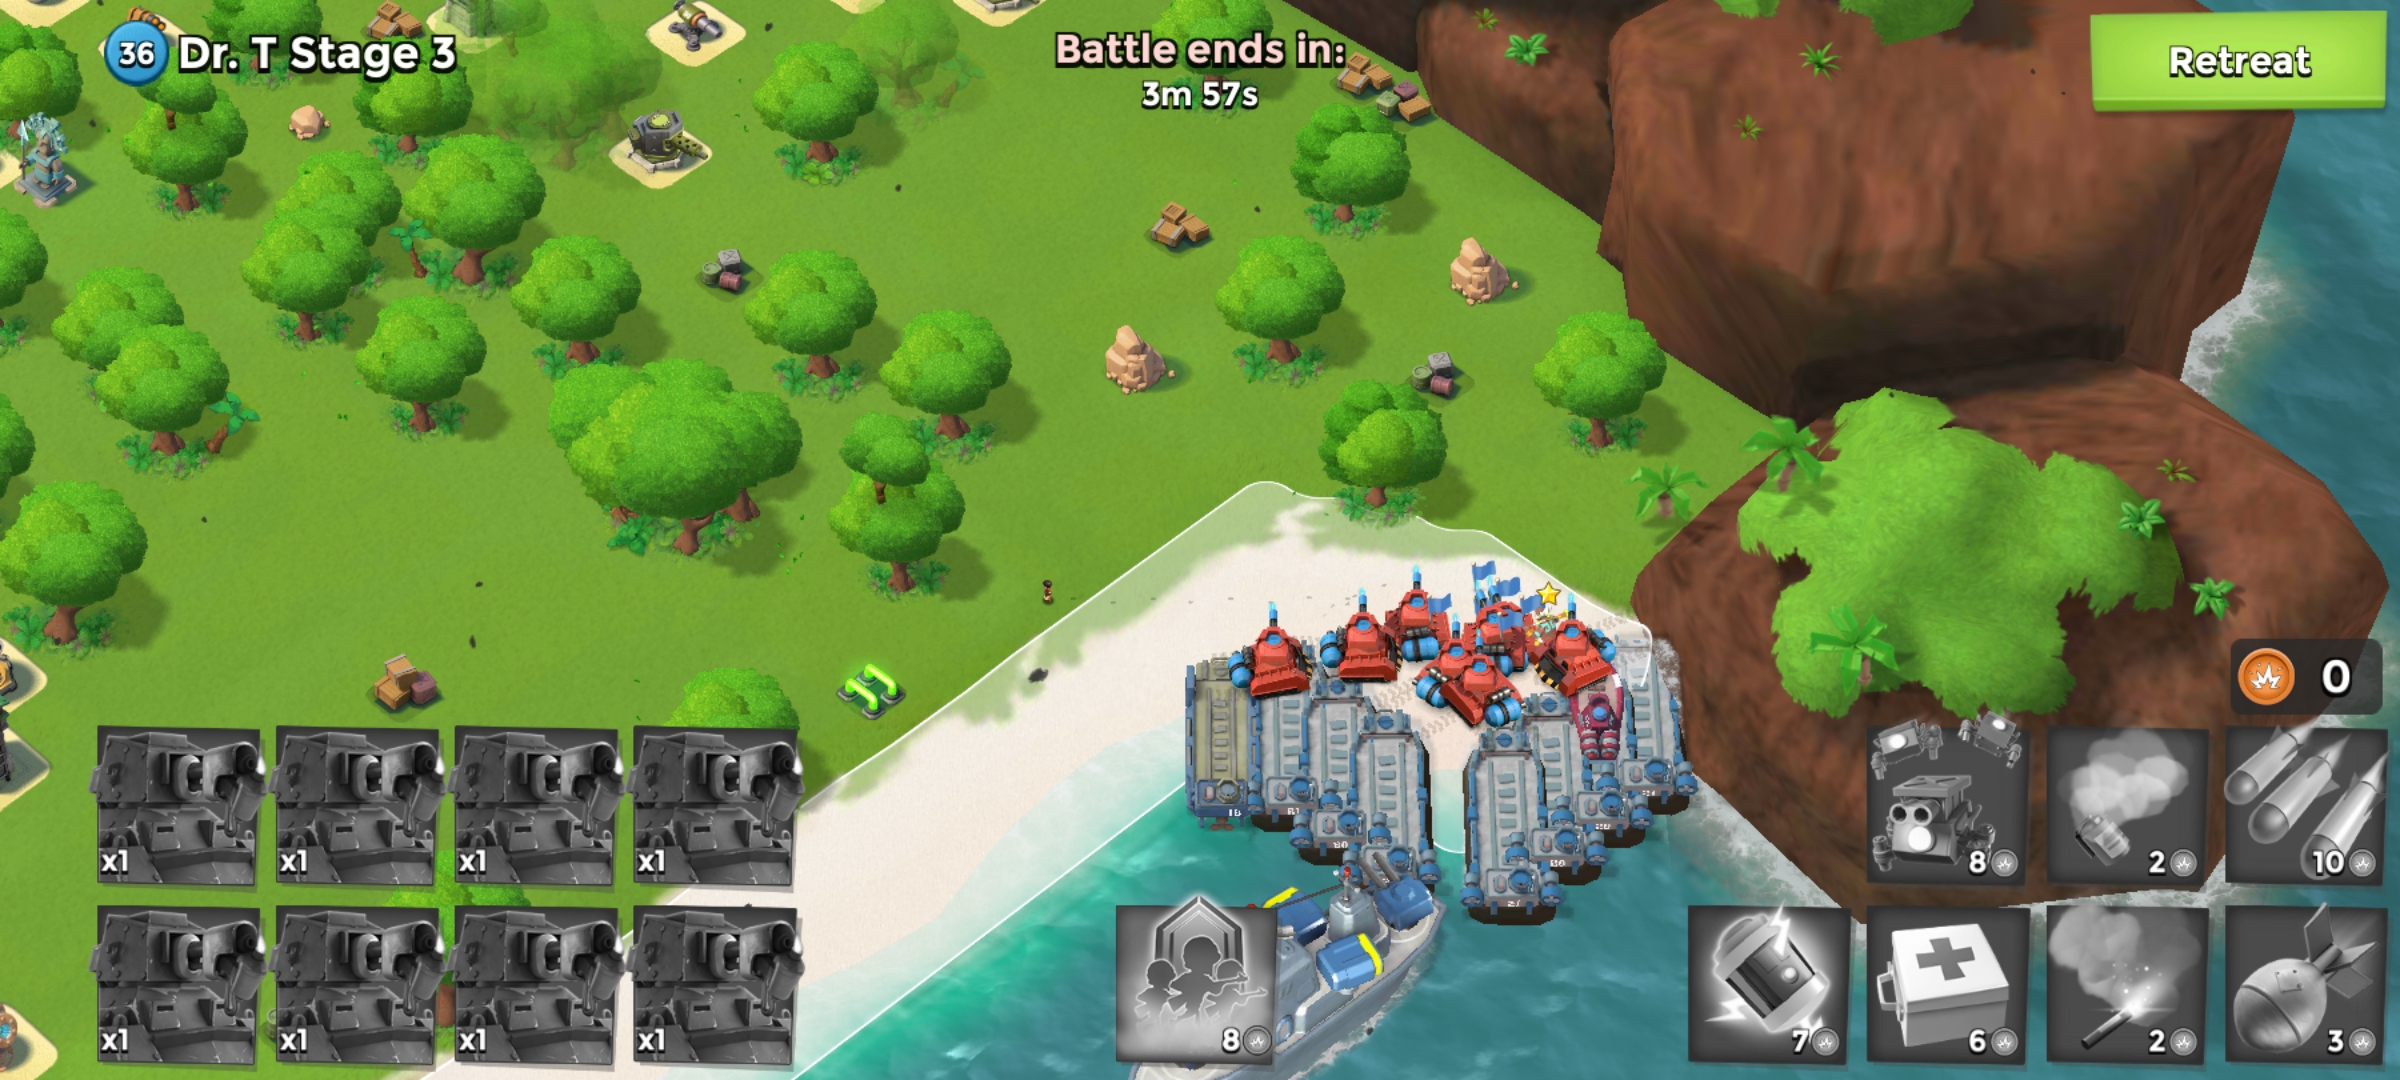 36 Dr. T Stage 3
Battle ends in:
3m 57s
Retreat
0
x1 x1 x1 x1
8 2 10
x1 x1 x1 x1
8
7 6 2 3